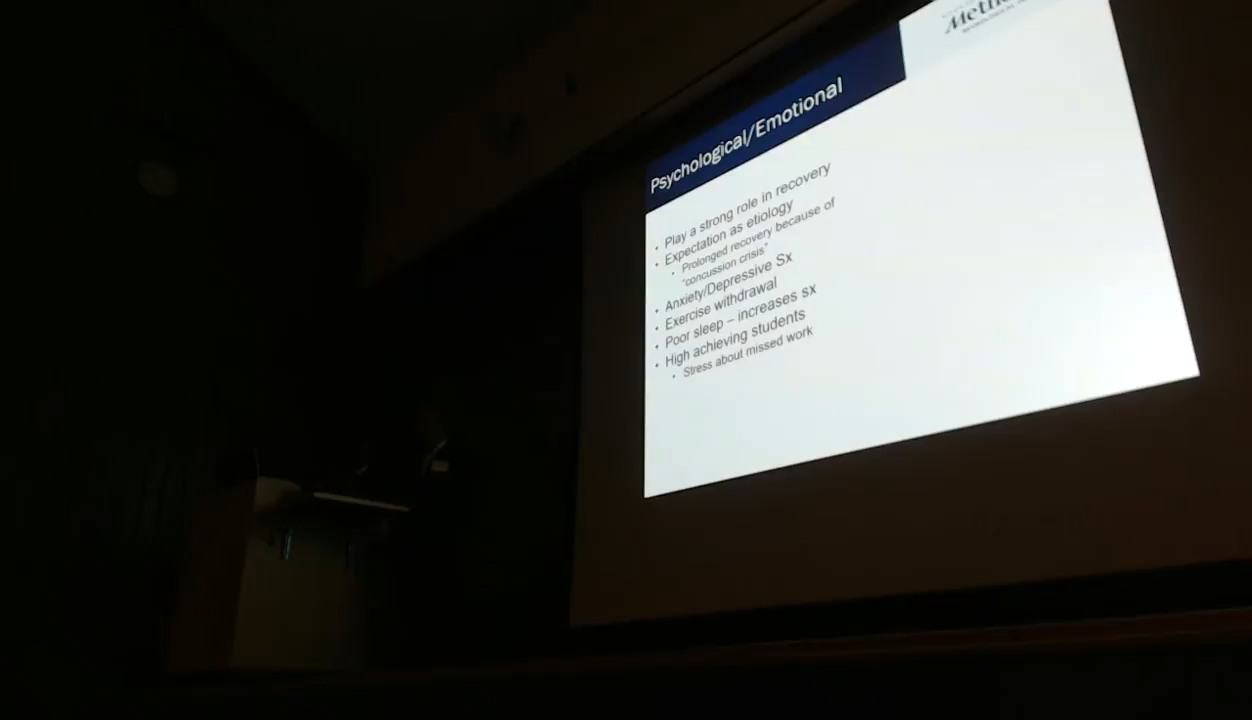 Psychological/Emotional
• Play a strong role in recovery
• Expectation as etiology
• Prolonged recovery because of
"concussion crisis"
• Anxiety/Depressive Sx
• Exercise withdrawal
• Poor sleep – increases sx
• High achieving students
• Stress about missed work